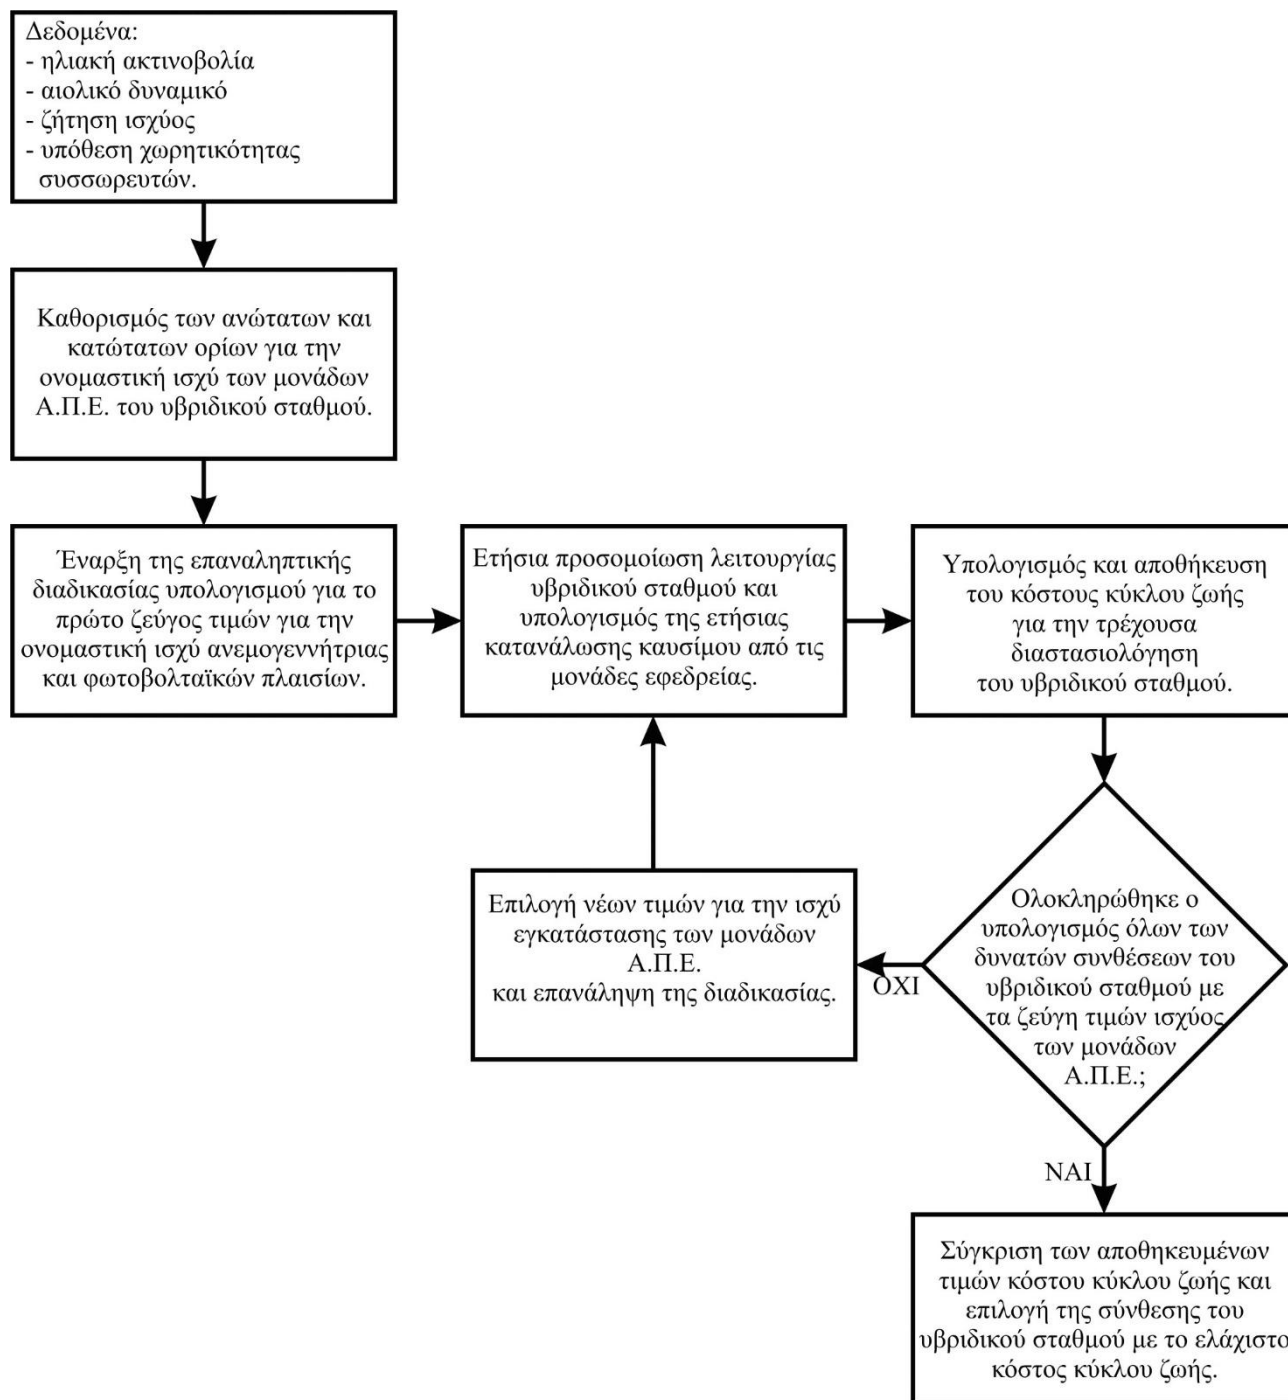 Δεδομένα:
- ηλιακή ακτινοβολία
- αιολικό δυναμικό
- ζήτηση ισχύος
- υπόθεση χωρητικότητας
συσσωρευτών.
Καθορισμός των ανώτατων και
κατώτατων ορίων για την
ονομαστική ισχύ των μονάδων
Α.Π.Ε. του υβριδικού σταθμού.
Έναρξη της επαναληπτικής
διαδικασίας υπολογισμού για το
πρώτο ζεύγος τιμών για την
ονομαστική ισχύ ανεμογεννήτριας
και φωτοβολταϊκών πλαισίων.
Ετήσια προσομοίωση λειτουργίας
υβριδικού σταθμού και
υπολογισμός της ετήσιας
κατανάλωσης καυσίμου από τις
μονάδες εφεδρείας.
Υπολογισμός και αποθήκευση
του κόστους κύκλου ζωής
για την τρέχουσα
διαστασιολόγηση
του υβριδικού σταθμού.
Ολοκληρώθηκε ο
υπολογισμός όλων των
δυνατών συνθέσεων του
υβριδικού σταθμού με
τα ζεύγη τιμών ισχύος
των μονάδων
Α.Π.Ε.;
ΟΧΙ
Επιλογή νέων τιμών για την ισχύ
εγκατάστασης των μονάδων
Α.Π.Ε.
και επανάληψη της διαδικασίας.
ΝΑΙ
Σύγκριση των αποθηκευμένων
τιμών κόστου κύκλου ζωής και
επιλογή της σύνθεσης του
υβριδικού σταθμού με το ελάχιστο
κόστος κύκλου ζωής.